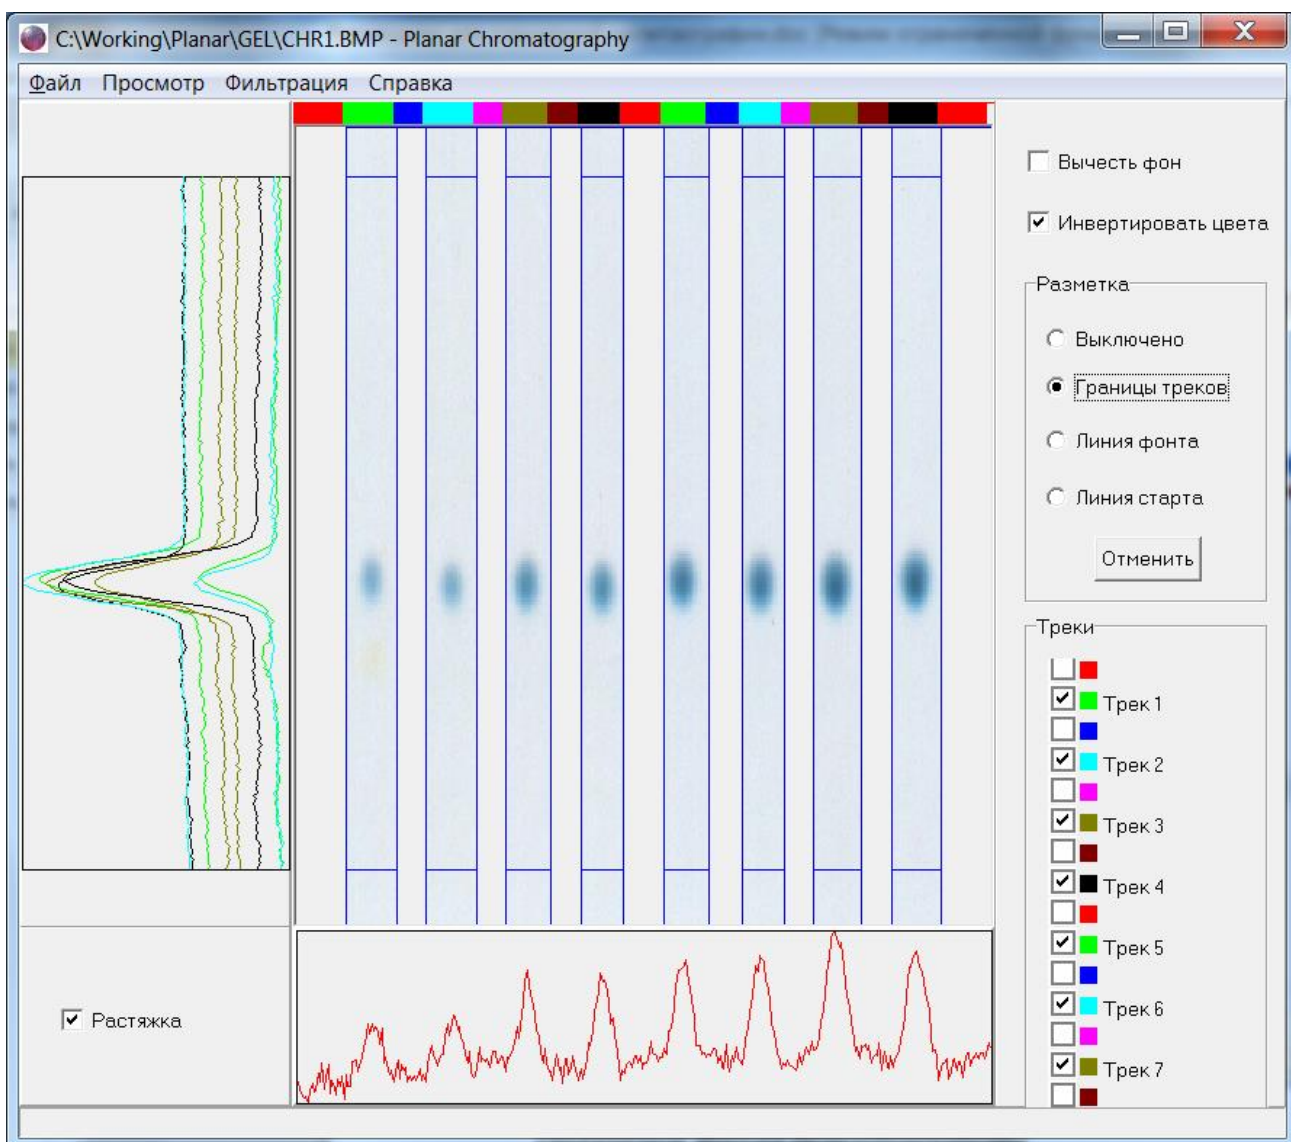 C:\Working\Planar\GEL\CHR1.BMP - Planar Chromatography
Файл Просмотр Фильтрация Справка
Вычесть фон
Инвертировать цвета
Разметка
Выключено
Границы треков
Линия фонта
Линия старта
Отменить
Треки
Трек 1
Трек 2
Трек 3
Трек 4
Трек 5
Трек 6
Трек 7
Растяжка